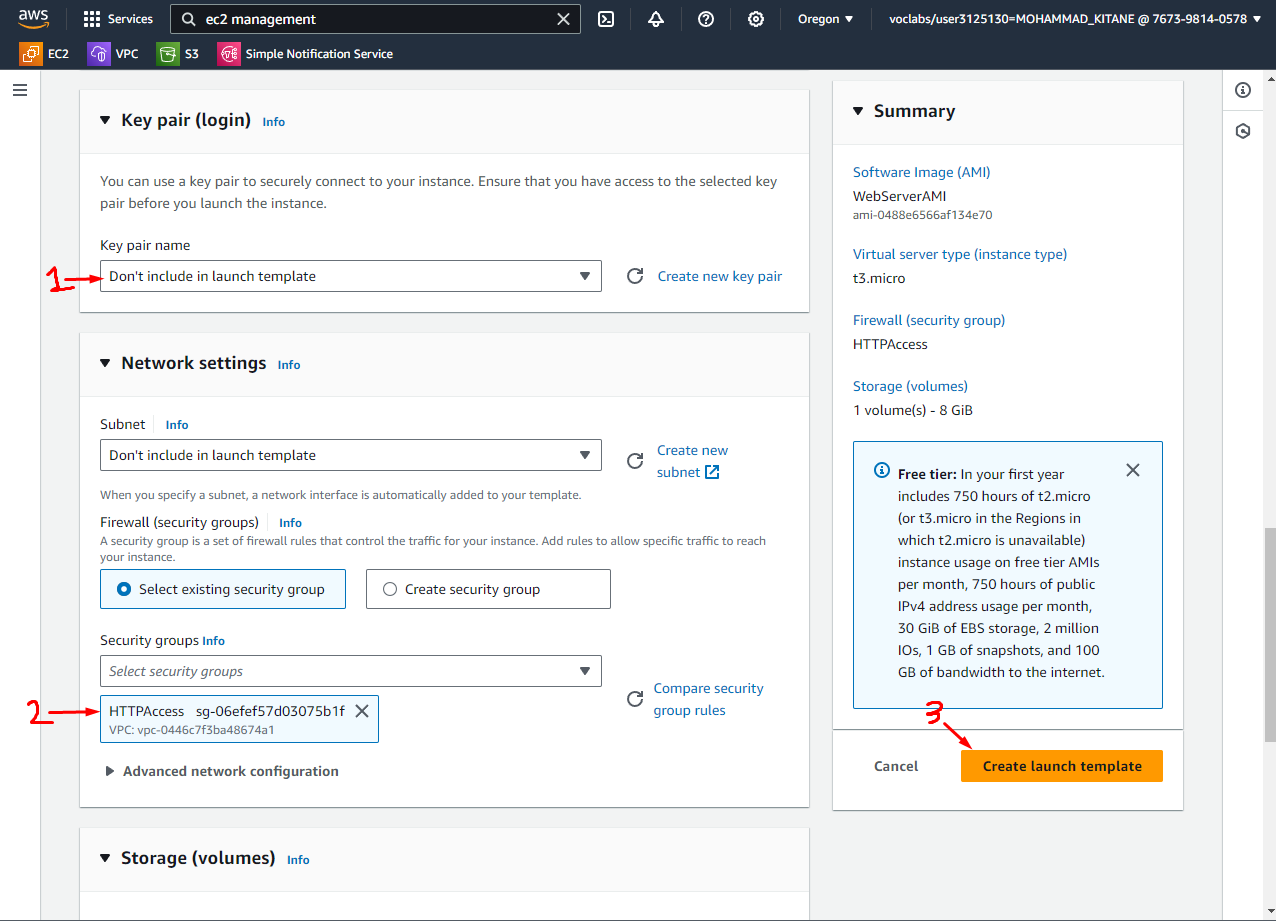 aws
Services
ec2 management
Oregon
voclabs/user3125130=MOHAMMAD_KITANE @ 7673-9814-0578
EC2
VPC
S3
Simple Notification Service
Key pair (login) Info
You can use a key pair to securely connect to your instance. Ensure that you have access to the selected key
pair before you launch the instance.
Key pair name
1
Don't include in launch template
Create new key pair
Network settings Info
Subnet Info
Don't include in launch template
Create new
subnet
When you specify a subnet, a network interface is automatically added to your template.
Firewall (security groups) Info
A security group is a set of firewall rules that control the traffic for your instance. Add rules to allow specific traffic to reach
your instance.
Select existing security group
Create security group
Security groups Info
Select security groups
2
HTTPAccess sg-06efef57d03075b1f
VPC: vpc-0446c7f3ba48674a1
Compare security
group rules
Advanced network configuration
Storage (volumes) Info
Summary
Software Image (AMI)
WebServerAMI
ami-0488e6566af134e70
Virtual server type (instance type)
t3.micro
Firewall (security group)
HTTPAccess
Storage (volumes)
1 volume(s) - 8 GiB
Free tier: In your first year
includes 750 hours of t2.micro
(or t3.micro in the Regions in
which t2.micro is unavailable)
instance usage on free tier AMIs
per month, 750 hours of public
IPv4 address usage per month,
30 GiB of EBS storage, 2 million
IOs, 1 GB of snapshots, and 100
GB of bandwidth to the internet.
3
Cancel
Create launch template